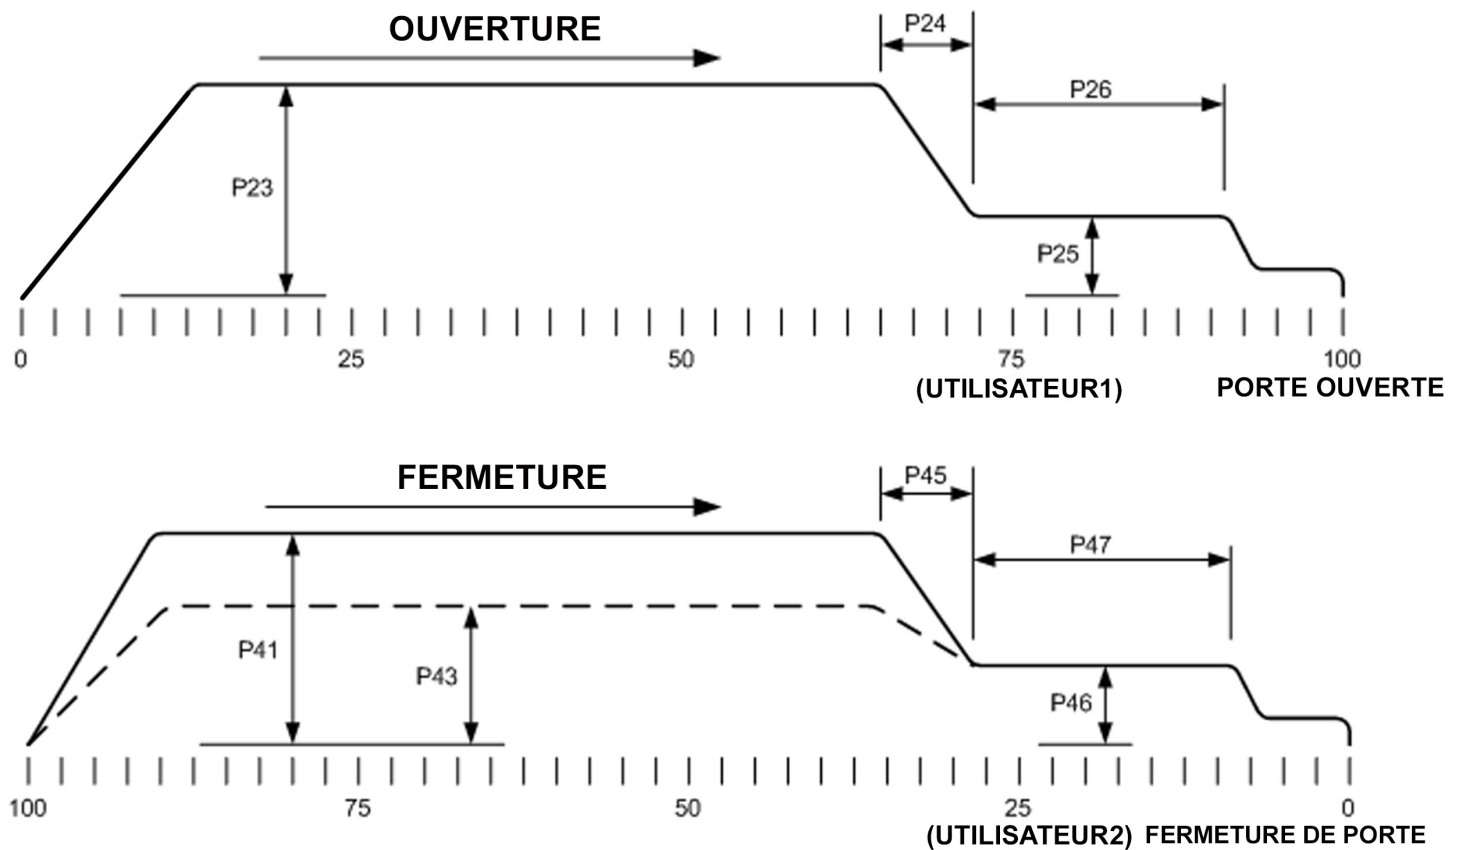 OUVERTURE
P24
P26
P23
P25
0 25 50 75 100
(UTILISATEUR1) PORTE OUVERTE
FERMETURE
P45
P47
P41
P43
P46
100 75 50 25 0
(UTILISATEUR2) FERMETURE DE PORTE